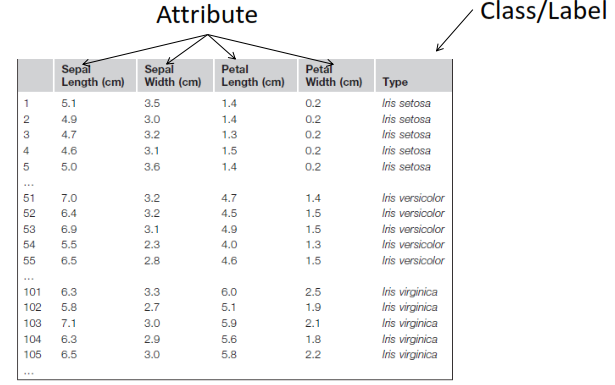 Attribute
Class/Label
Sepal Length (cm) Sepal Width (cm) Petal Length (cm) Petal Width (cm) Type
1 5.1 3.5 1.4 0.2 Iris setosa
2 4.9 3.0 1.4 0.2 Iris setosa
3 4.7 3.2 1.3 0.2 Iris setosa
4 4.6 3.1 1.5 0.2 Iris setosa
5 5.0 3.6 1.4 0.2 Iris setosa
...
51 7.0 3.2 4.7 1.4 Iris versicolor
52 6.4 3.2 4.5 1.5 Iris versicolor
53 6.9 3.1 4.9 1.5 Iris versicolor
54 5.5 2.3 4.0 1.3 Iris versicolor
55 6.5 2.8 4.6 1.5 Iris versicolor
...
101 6.3 3.3 6.0 2.5 Iris virginica
102 5.8 2.7 5.1 1.9 Iris virginica
103 7.1 3.0 5.9 2.1 Iris virginica
104 6.3 2.9 5.6 1.8 Iris virginica
105 6.5 3.0 5.8 2.2 Iris virginica
...